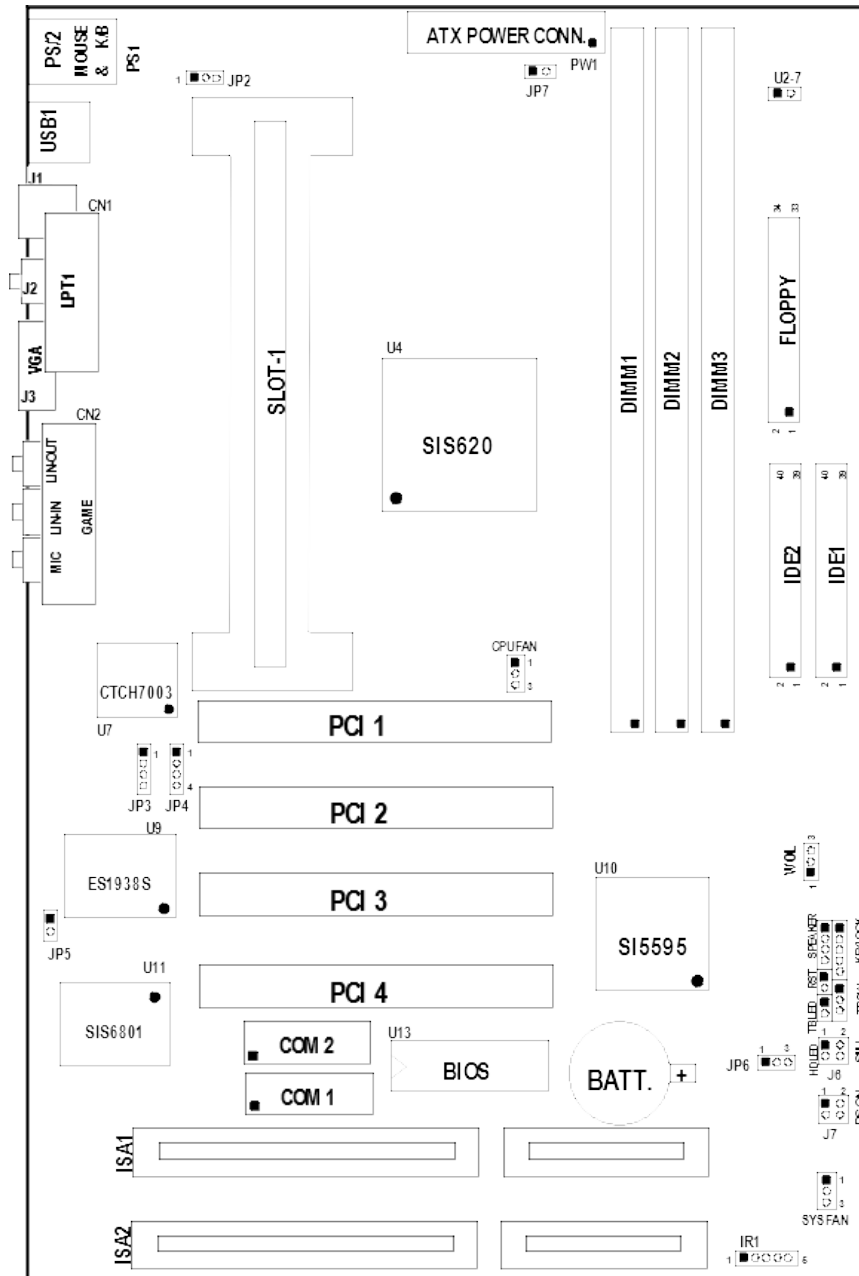 ATX POWER CONN.
PW1
PS/2
MOUSE
& K/B
PS1
1
JP2
JP7
U2-7
USB1
J1
CN1
34
33
J2
LPT1
FLOPPY
VGA
U4
SLOT-1
DIMM1
DIMM2
DIMM3
J3
CN2
2
1
SIS620
LIN-OUT
LIN-IN
GAME
MIC
40
39
40
39
IDE2
IDE1
CPUFAN
1
3
2
1
2
1
CTCH7003
U7
PCI 1
1
1
4
JP3
JP4
PCI 2
U9
ES1938S
PCI 3
U10
WOL
3
1
JP5
SI5595
SPEAKER
KEYLOCK
U11
RST
PCI 4
SIS6801
TBLED
COM 2
U13
BIOS
BATT.
+
JP6
1
3
HDLED
1
2
J6
COM 1
1
2
J7
ISA1
1
3
SYSFAN
ISA2
IR1
1